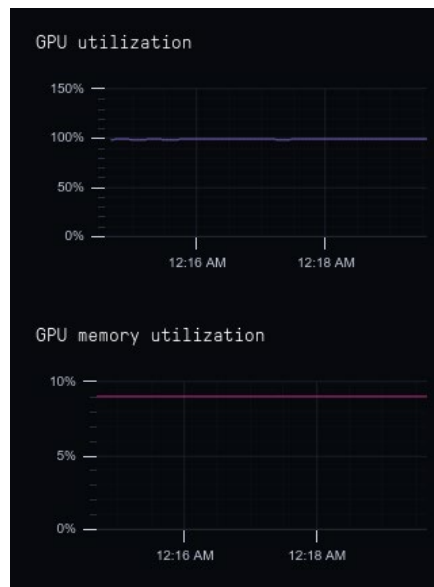 GPU utilization
150%
100%
50%
0%
12:16 AM 12:18 AM
GPU memory utilization
10%
5%
0%
12:16 AM 12:18 AM